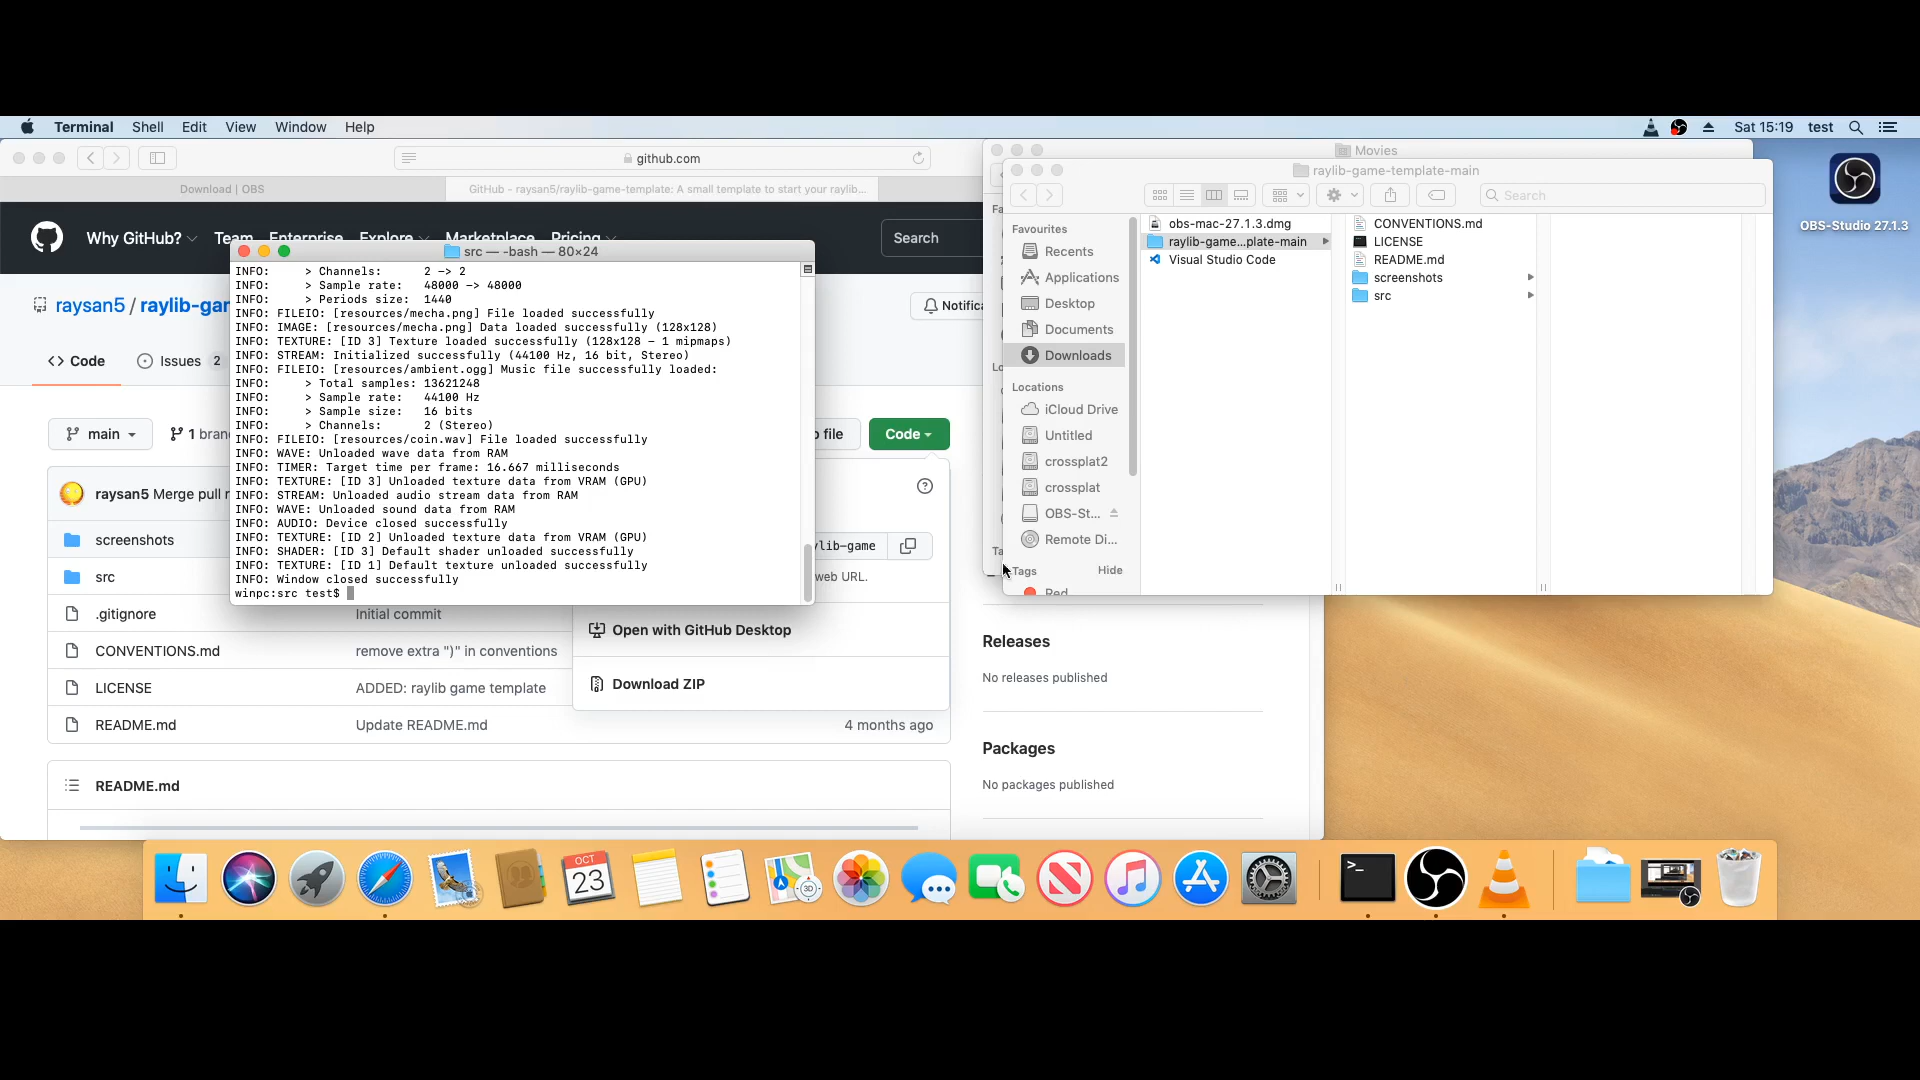 Terminal Shell Edit View Window Help
Sat 15:19 test
github.com
Download | OBS
GitHub - raysan5/raylib-game-template: A small template to start your raylib...
Why GitHub? Team Enterprise Explore Marketplace Pricing
Search
raysan5 / raylib-gar
Notifica
Code
Issues 2
main
1 bran
file
Code
raysan5 Merge pull r
ylib-game
web URL.
screenshots
src
.gitignore
Initial commit
CONVENTIONS.md
remove extra ")" in conventions
LICENSE
ADDED: raylib game template
README.md
Update README.md
4 months ago
Open with GitHub Desktop
Download ZIP
README.md
Releases
No releases published
Packages
No packages published
src — -bash — 80×24
INFO: > Channels: 2 -> 2
INFO: > Sample rate: 48000 -> 48000
INFO: > Periods size: 1440
INFO: FILEIO: [resources/mecha.png] File loaded successfully
INFO: IMAGE: [resources/mecha.png] Data loaded successfully (128x128)
INFO: TEXTURE: [ID 3] Texture loaded successfully (128x128 - 1 mipmaps)
INFO: STREAM: Initialized successfully (44100 Hz, 16 bit, Stereo)
INFO: FILEIO: [resources/ambient.ogg] Music file successfully loaded:
INFO: > Total samples: 13621248
INFO: > Sample rate: 44100 Hz
INFO: > Sample size: 16 bits
INFO: > Channels: 2 (Stereo)
INFO: FILEIO: [resources/coin.wav] File loaded successfully
INFO: WAVE: Unloaded wave data from RAM
INFO: TIMER: Target time per frame: 16.667 milliseconds
INFO: TEXTURE: [ID 3] Unloaded texture data from VRAM (GPU)
INFO: STREAM: Unloaded audio stream data from RAM
INFO: WAVE: Unloaded sound data from RAM
INFO: AUDIO: Device closed successfully
INFO: TEXTURE: [ID 2] Unloaded texture data from VRAM (GPU)
INFO: SHADER: [ID 3] Default shader unloaded successfully
INFO: TEXTURE: [ID 1] Default texture unloaded successfully
INFO: Window closed successfully
winpc:src test$
Movies
Fa
Lo
Ta
raylib-game-template-main
Search
Favourites
Recents
Applications
Desktop
Documents
Downloads
Locations
iCloud Drive
Untitled
crossplat2
crossplat
OBS-St...
Remote Di...
Tags Hide
Red
obs-mac-27.1.3.dmg
raylib-game...plate-main
Visual Studio Code
CONVENTIONS.md
LICENSE
README.md
screenshots
src
OBS-Studio 27.1.3
OCT
23
3D
>_